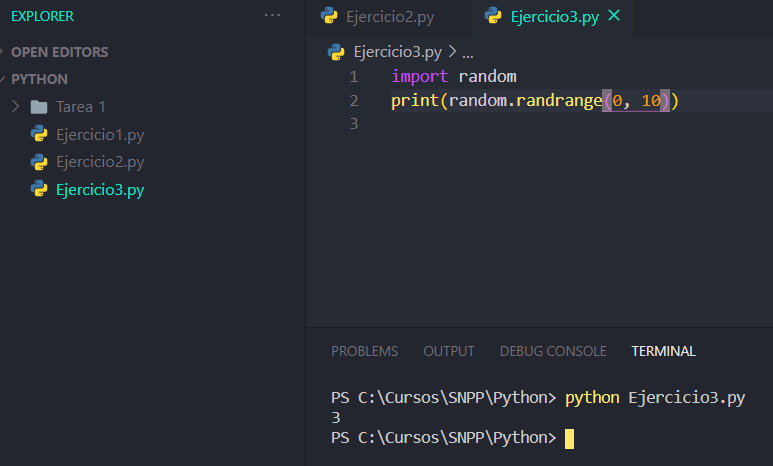 EXPLORER ...
OPEN EDITORS
PYTHON
Tarea 1
Ejercicio1.py
Ejercicio2.py
Ejercicio3.py
Ejercicio2.py Ejercicio3.py ×
Ejercicio3.py > ...
1 import random
2 print(random.randrange(0, 10))
3
PROBLEMS OUTPUT DEBUG CONSOLE TERMINAL
PS C:\Cursos\SNPP\Python> python Ejercicio3.py
3
PS C:\Cursos\SNPP\Python>